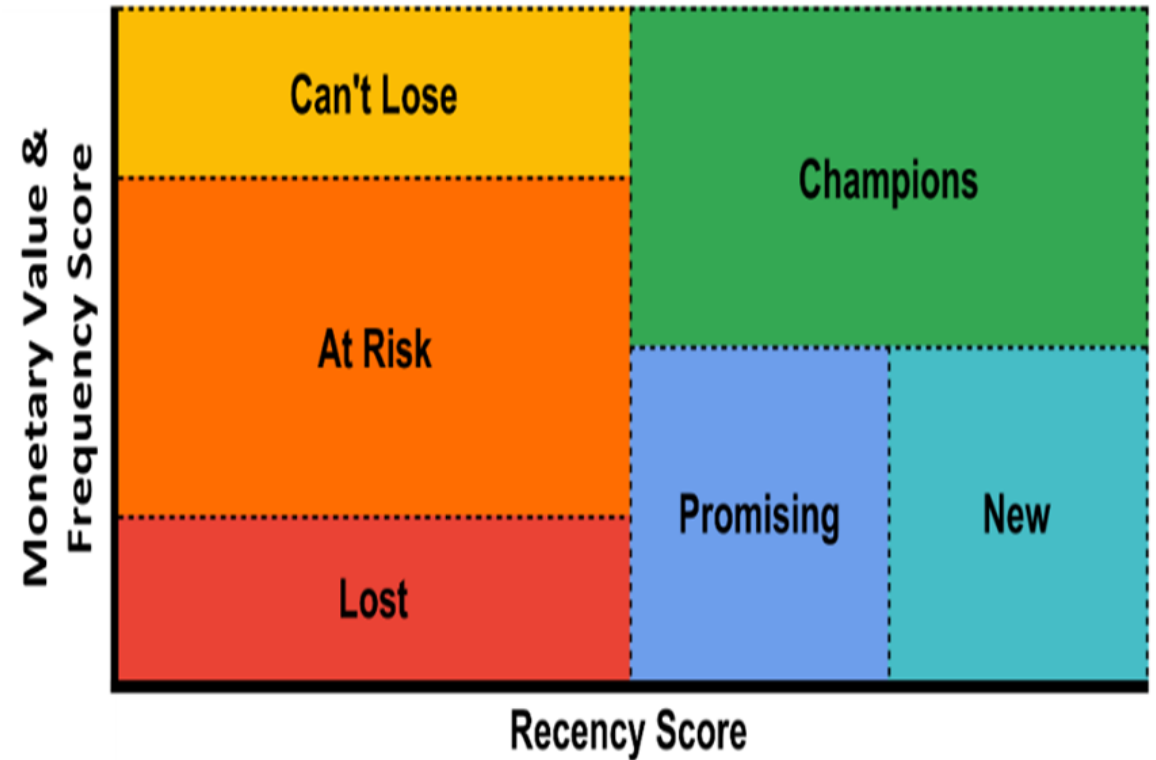 Monetary Value &
Frequency Score
Can't Lose
Champions
At Risk
Promising
New
Lost
Recency Score